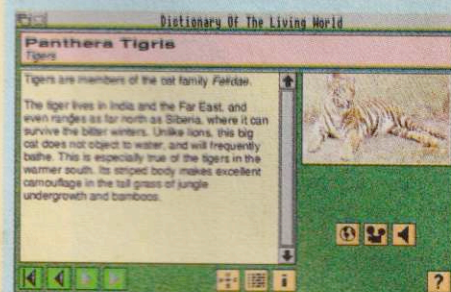 Dictionary Of The Living World
Panthera Tigris
Tigers
Tigers are members of the cat family Felidae.
The tiger lives in India and the Far East, and
even ranges as far north as Siberia, where it can
survive the bitter winters. Unlike lions, this big
cat does not object to water, and will frequently
bathe. This is especially true of the tigers in the
warmer south. Its striped body makes excellent
camouflage in the tall grass of jungle
undergrowth and bamboos.
i
?